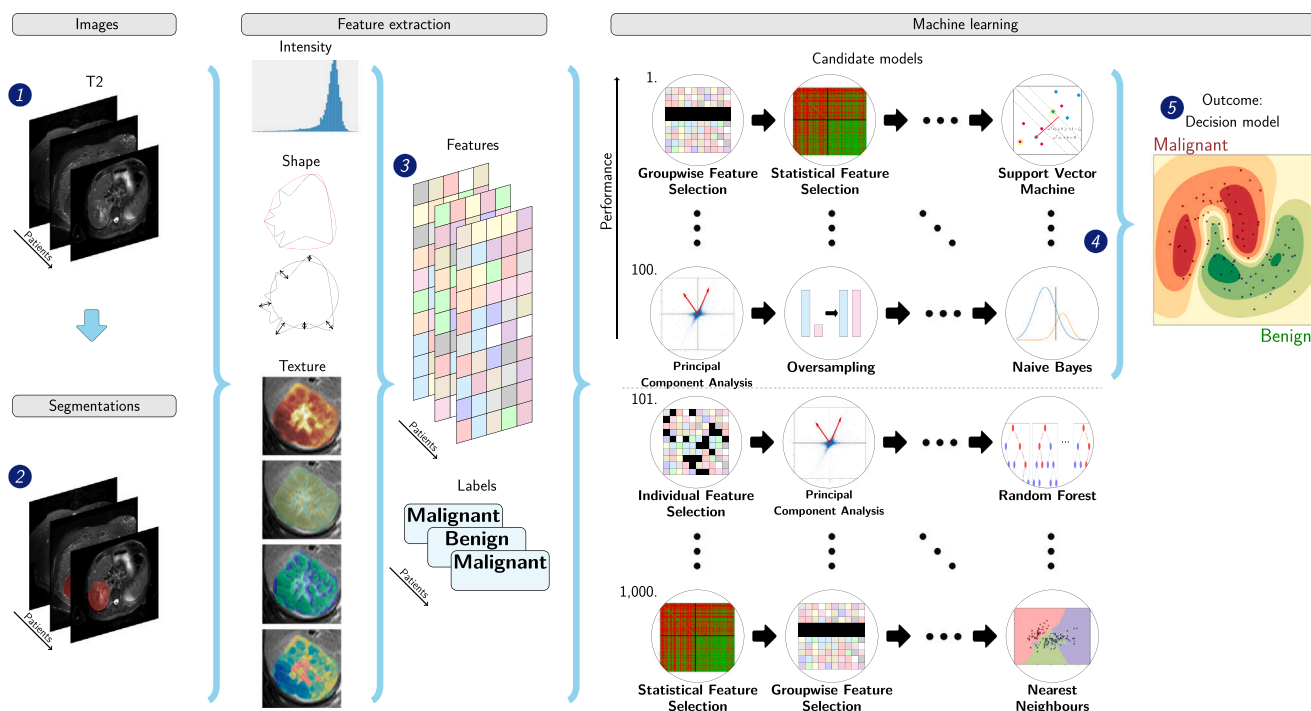 Images
Feature extraction
Machine learning
1
T2
Patients
Segmentations
2
Patients
Intensity
Shape
Texture
3
Features
Patients
Labels
Malignant
Benign
Malignant
Patients
Candidate models
Performance
1.
Groupwise Feature
Selection
Statistical Feature
Selection
Support Vector
Machine
4
100.
Principal
Component Analysis
Oversampling
Naive Bayes
101.
Individual Feature
Selection
Principal
Component Analysis
Random Forest
1,000.
Statistical Feature
Selection
Groupwise Feature
Selection
Nearest
Neighbours
5
Outcome:
Decision model
Malignant
Benign